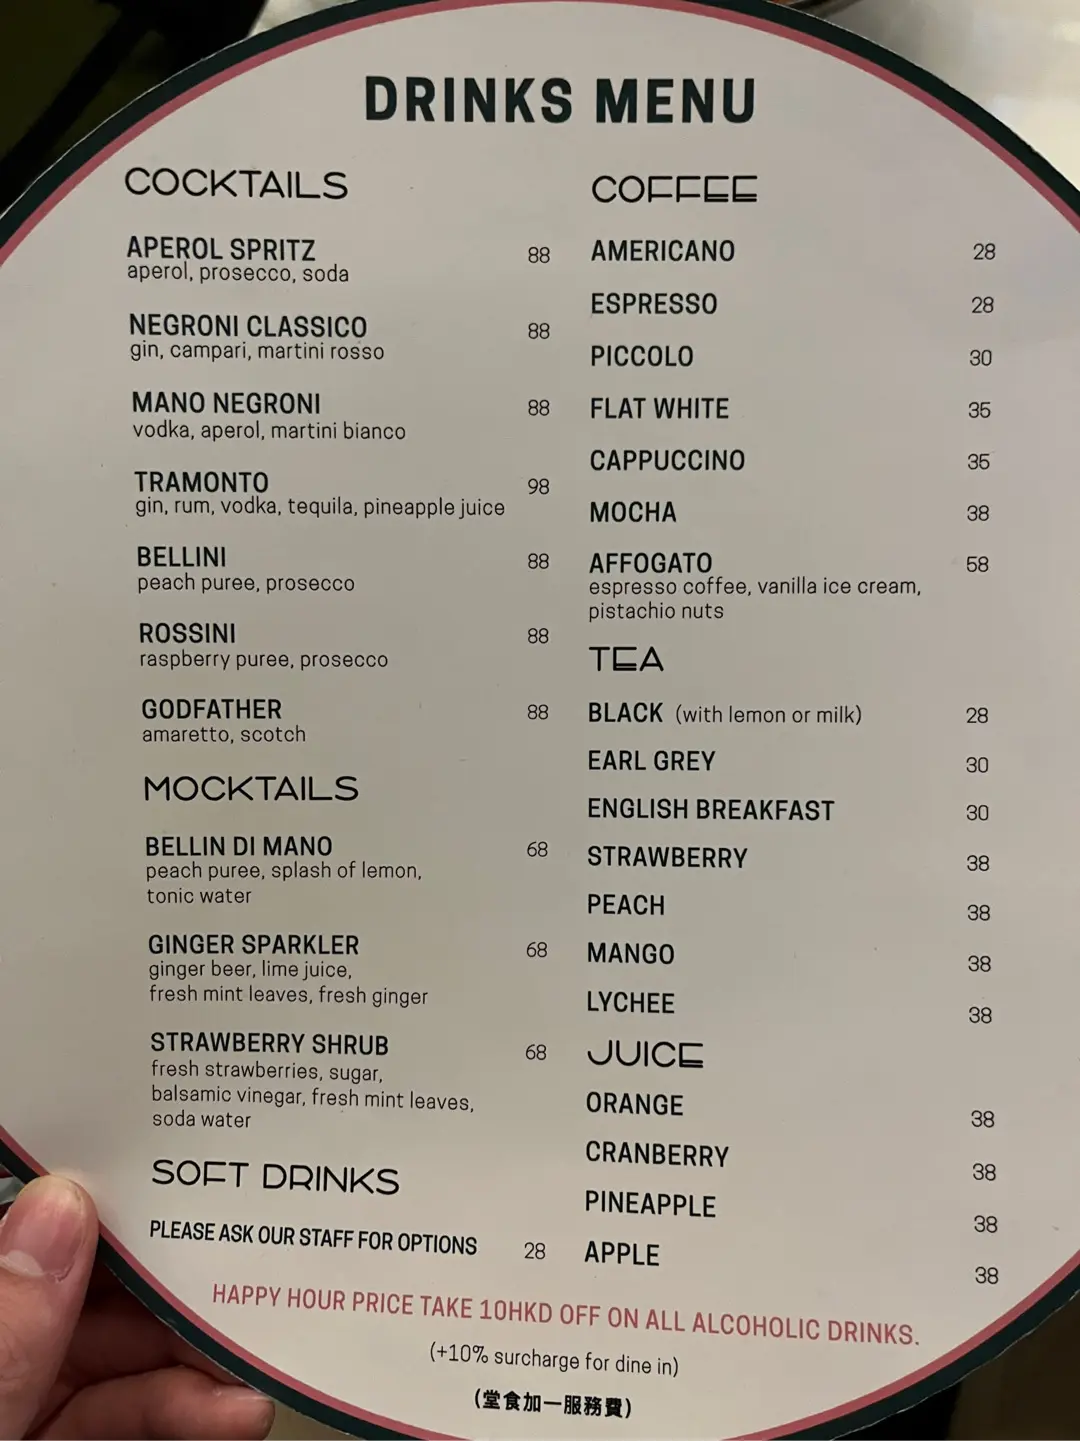 DRINKS MENU
COCKTAILS
APEROL SPRITZ 88
aperol, prosecco, soda
NEGRONI CLASSICO 88
gin, campari, martini rosso
MANO NEGRONI 88
vodka, aperol, martini bianco
TRAMONTO 98
gin, rum, vodka, tequila, pineapple juice
BELLINI 88
peach puree, prosecco
ROSSINI 88
raspberry puree, prosecco
GODFATHER 88
amaretto, scotch
MOCKTAILS
BELLIN DI MANO 68
peach puree, splash of lemon,
tonic water
GINGER SPARKLER 68
ginger beer, lime juice,
fresh mint leaves, fresh ginger
STRAWBERRY SHRUB 68
fresh strawberries, sugar,
balsamic vinegar, fresh mint leaves,
soda water
SOFT DRINKS
PLEASE ASK OUR STAFF FOR OPTIONS 28
COFFEE
AMERICANO 28
ESPRESSO 28
PICCOLO 30
FLAT WHITE 35
CAPPUCCINO 35
MOCHA 38
AFFOGATO 58
espresso coffee, vanilla ice cream,
pistachio nuts
TEA
BLACK (with lemon or milk) 28
EARL GREY 30
ENGLISH BREAKFAST 30
STRAWBERRY 38
PEACH 38
MANGO 38
LYCHEE 38
JUICE
ORANGE 38
CRANBERRY 38
PINEAPPLE 38
APPLE 38
HAPPY HOUR PRICE TAKE 10HKD OFF ON ALL ALCOHOLIC DRINKS.
(+10% surcharge for dine in)
(堂食加一服務費)